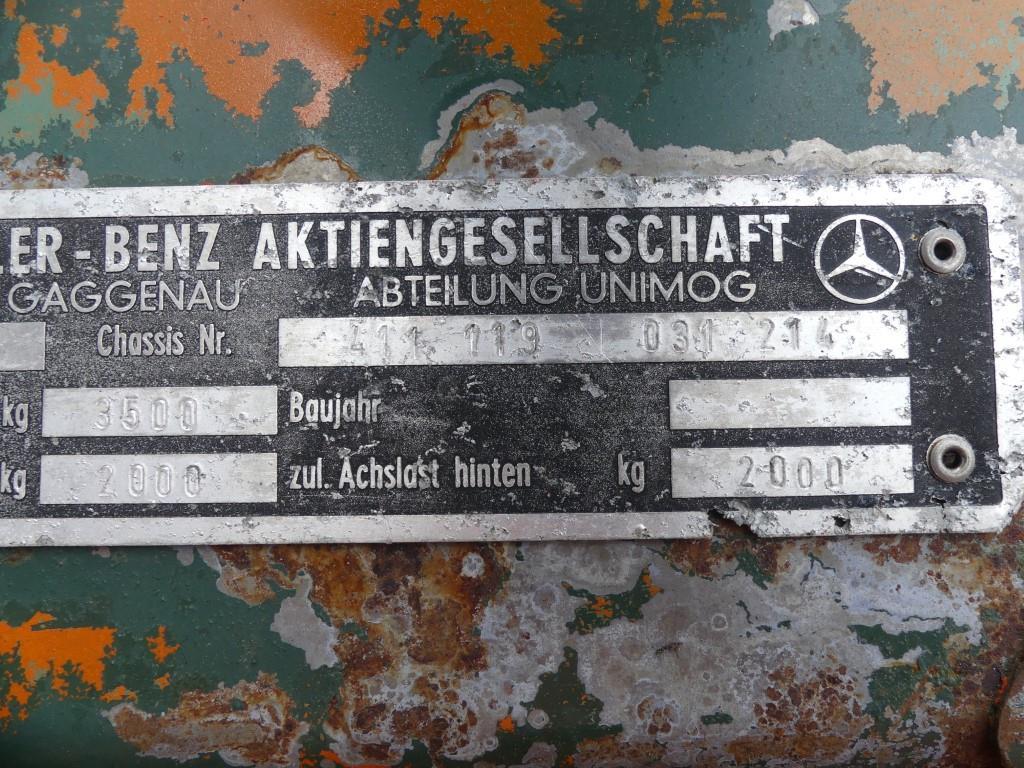 LER-BENZ AKTIENGESELLSCHAFT
GAGGENAU ABTEILUNG UNIMOG
Chassis Nr. 411 119 031 214
kg 3500 Baujahr
kg 2000 zul. Achslast hinten kg 2000